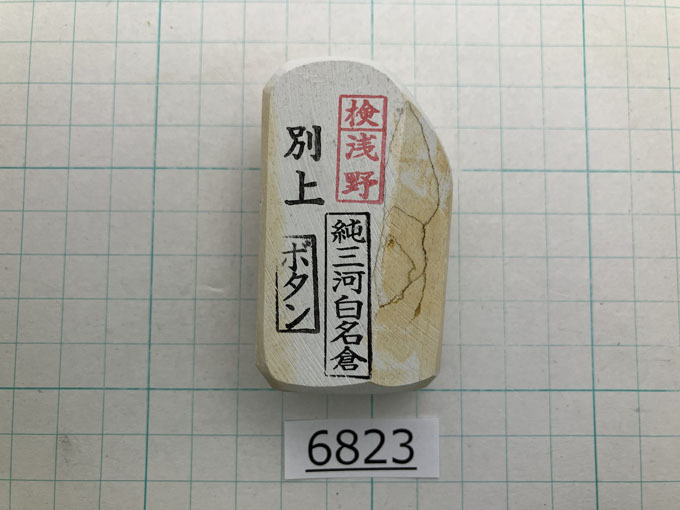 検
浅野
純三河白名倉
別上
ボタン
6823